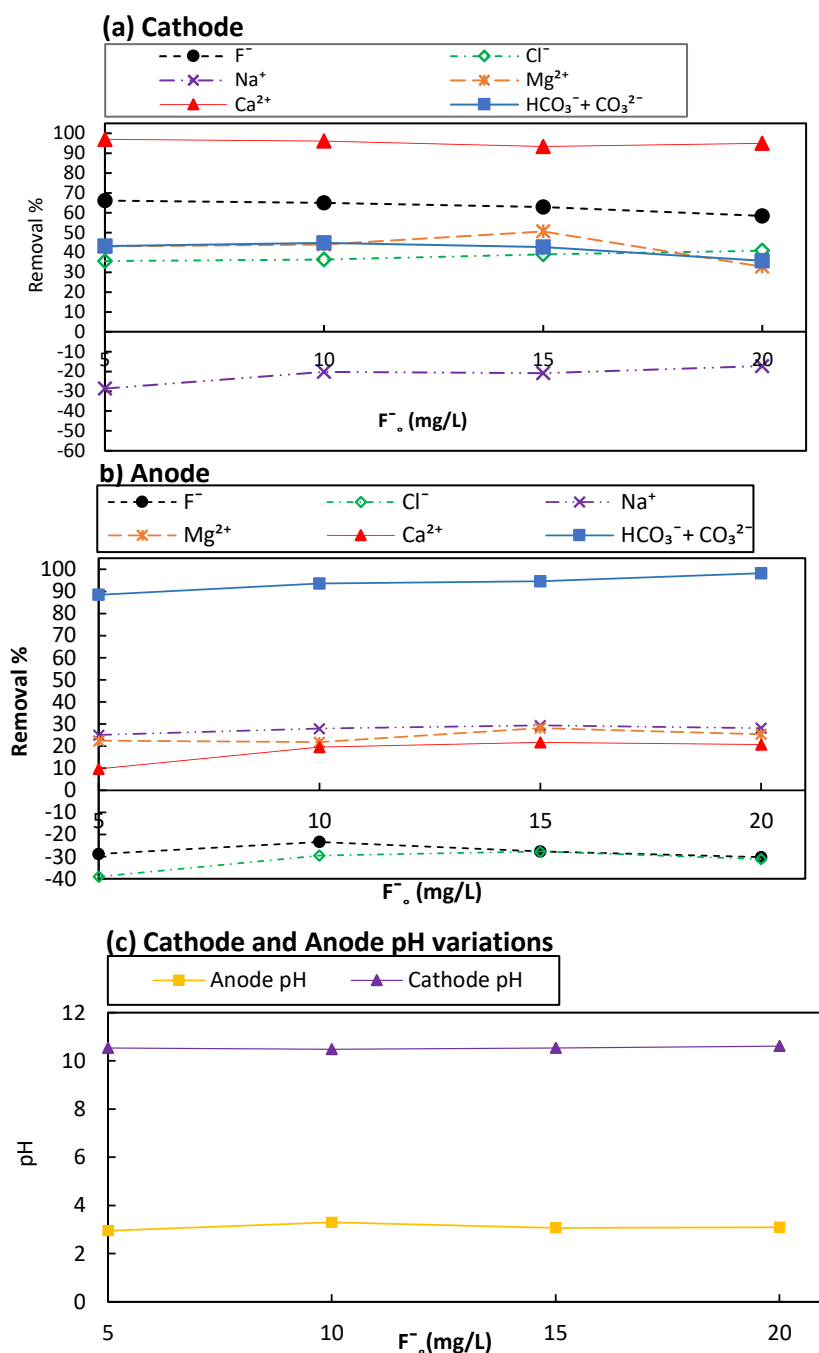 (a) Cathode
F⁻ Cl⁻
Na⁺ Mg²⁺
Ca²⁺ HCO₃⁻+ CO₃²⁻
100
90
80
70
60
50
40
30
20
10
0
-10
-20
-30
-40
-50
-60
Removal %
5 10 15 20
F⁻₀ (mg/L)
b) Anode
F⁻ Cl⁻ Na⁺
Mg²⁺ Ca²⁺ HCO₃⁻+ CO₃²⁻
100
90
80
70
60
50
40
30
20
10
0
-10
-20
-30
-40
Removal %
5 10 15 20
F⁻₀ (mg/L)
(c) Cathode and Anode pH variations
Anode pH Cathode pH
12
10
8
6
4
2
0
pH
5 10 15 20
F⁻₀(mg/L)